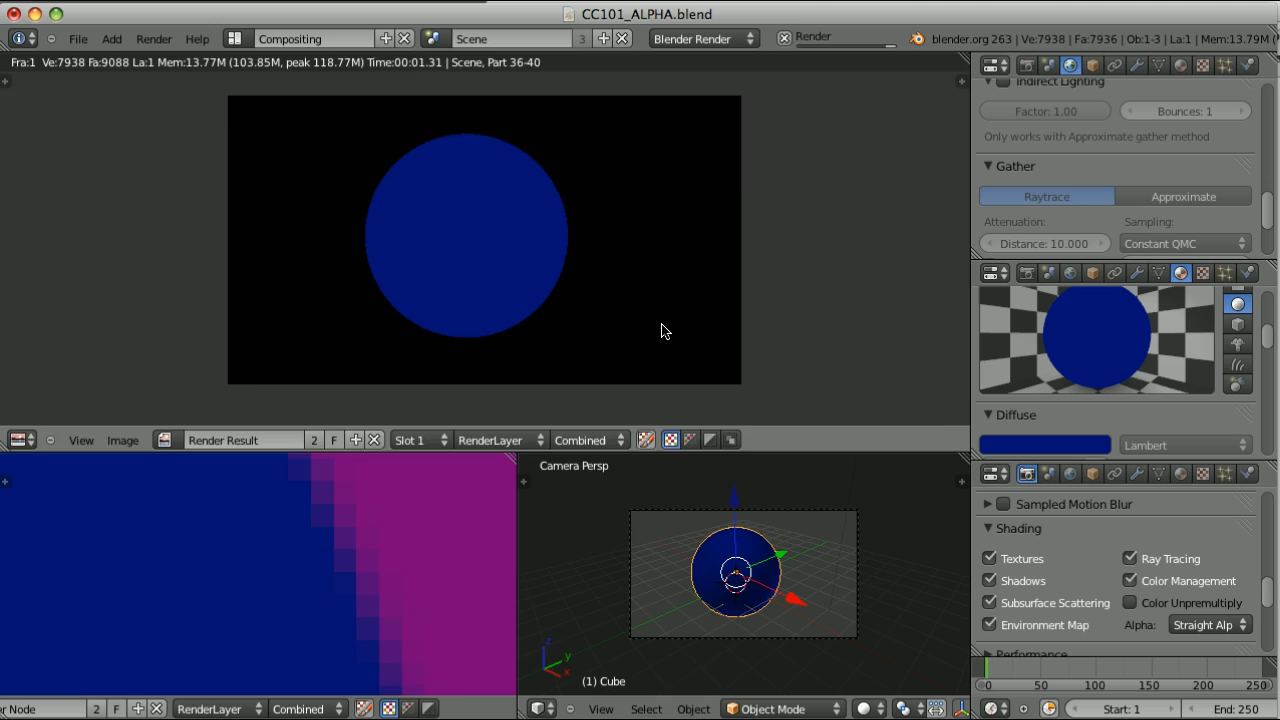 CC101_ALPHA.blend
File Add Render Help Compositing Scene 3 Blender Render Render blender.org 263 | Ve:7938 | Fa:7936 | Ob:1-3 | La:1 | Mem:13.79M
Fra:1 Ve:7938 Fa:9088 La:1 Mem:13.77M (103.85M, peak 118.77M) Time:00:01.31 | Scene, Part 36-40
Indirect Lighting
Factor: 1.00 Bounces: 1
Only works with Approximate gather method
Gather
Raytrace Approximate
Attenuation: Sampling:
Distance: 10.000 Constant QMC
Diffuse
Lambert
View Image Render Result 2 F Slot 1 RenderLayer Combined
Camera Persp
(1) Cube
Sampled Motion Blur
Shading
Textures Ray Tracing
Shadows Color Management
Subsurface Scattering Color Unpremultiply
Environment Map Alpha: Straight Alp
Performance
0 50 100 150 200 250
r Node 2 F RenderLayer Combined
View Select Object Object Mode
Start: 1 End: 250